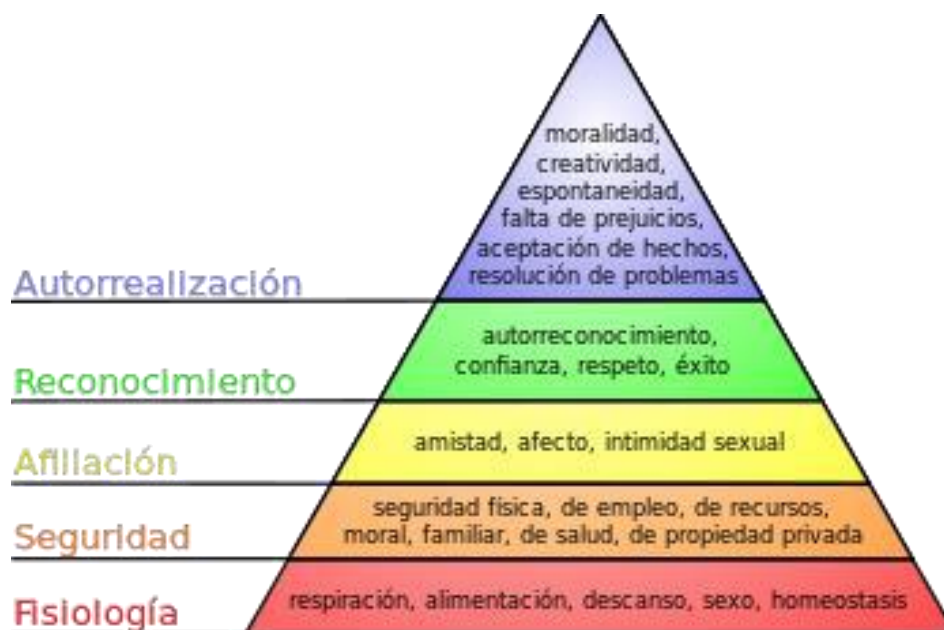 moralidad,
creatividad,
espontaneidad,
falta de prejuicios,
aceptación de hechos,
resolución de problemas
Autorrealización
autorreconocimiento,
confianza, respeto, éxito
Reconocimiento
amistad, afecto, intimidad sexual
Afiliación
seguridad física, de empleo, de recursos,
moral, familiar, de salud, de propiedad privada
Seguridad
respiración, alimentación, descanso, sexo, homeostasis
Fisiología